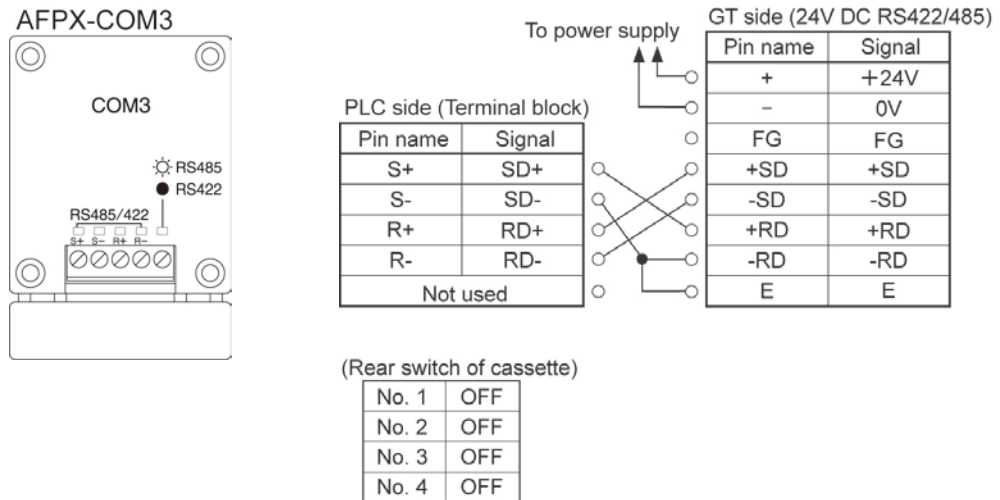 AFPX-COM3
COM3
RS485
RS422
RS485/422
S+ S- R+ R-
To power supply
GT side (24V DC RS422/485)
Pin name Signal
+ +24V
- 0V
FG FG
+SD +SD
-SD -SD
+RD +RD
-RD -RD
E E
PLC side (Terminal block)
Pin name Signal
S+ SD+
S- SD-
R+ RD+
R- RD-
Not used
(Rear switch of cassette)
No. 1 OFF
No. 2 OFF
No. 3 OFF
No. 4 OFF